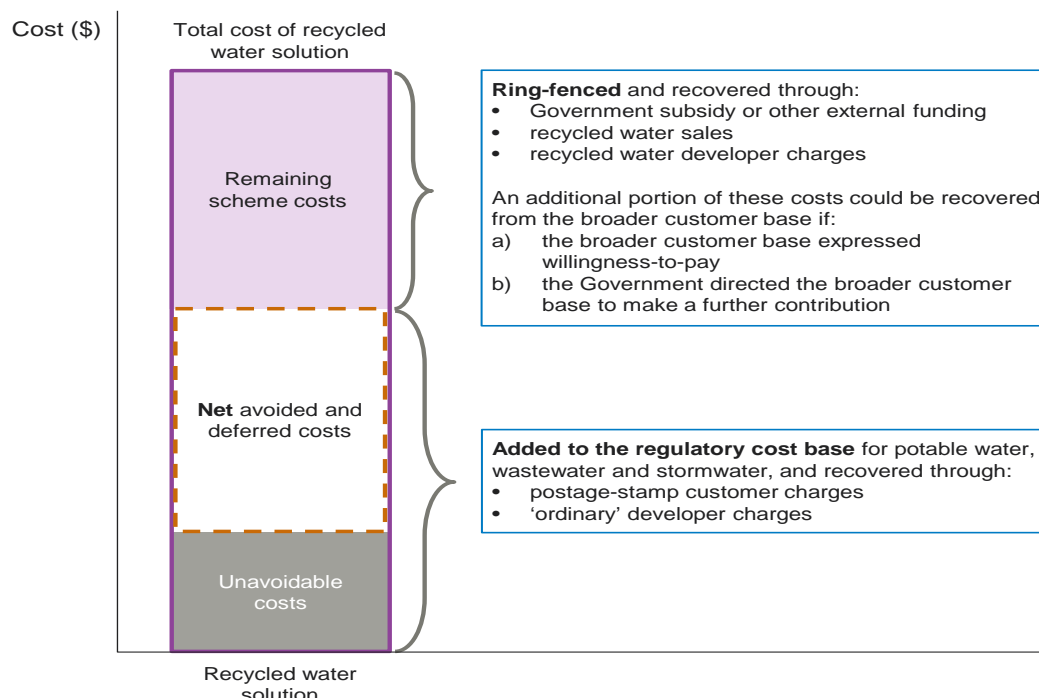 Cost ($)
Total cost of recycled
water solution
Remaining
scheme costs
Net avoided and
deferred costs
Unavoidable
costs
Recycled water
solution
Ring-fenced and recovered through:
• Government subsidy or other external funding
• recycled water sales
• recycled water developer charges
An additional portion of these costs could be recovered
from the broader customer base if:
a) the broader customer base expressed
willingness-to-pay
b) the Government directed the broader customer
base to make a further contribution
Added to the regulatory cost base for potable water,
wastewater and stormwater, and recovered through:
• postage-stamp customer charges
• ‘ordinary’ developer charges